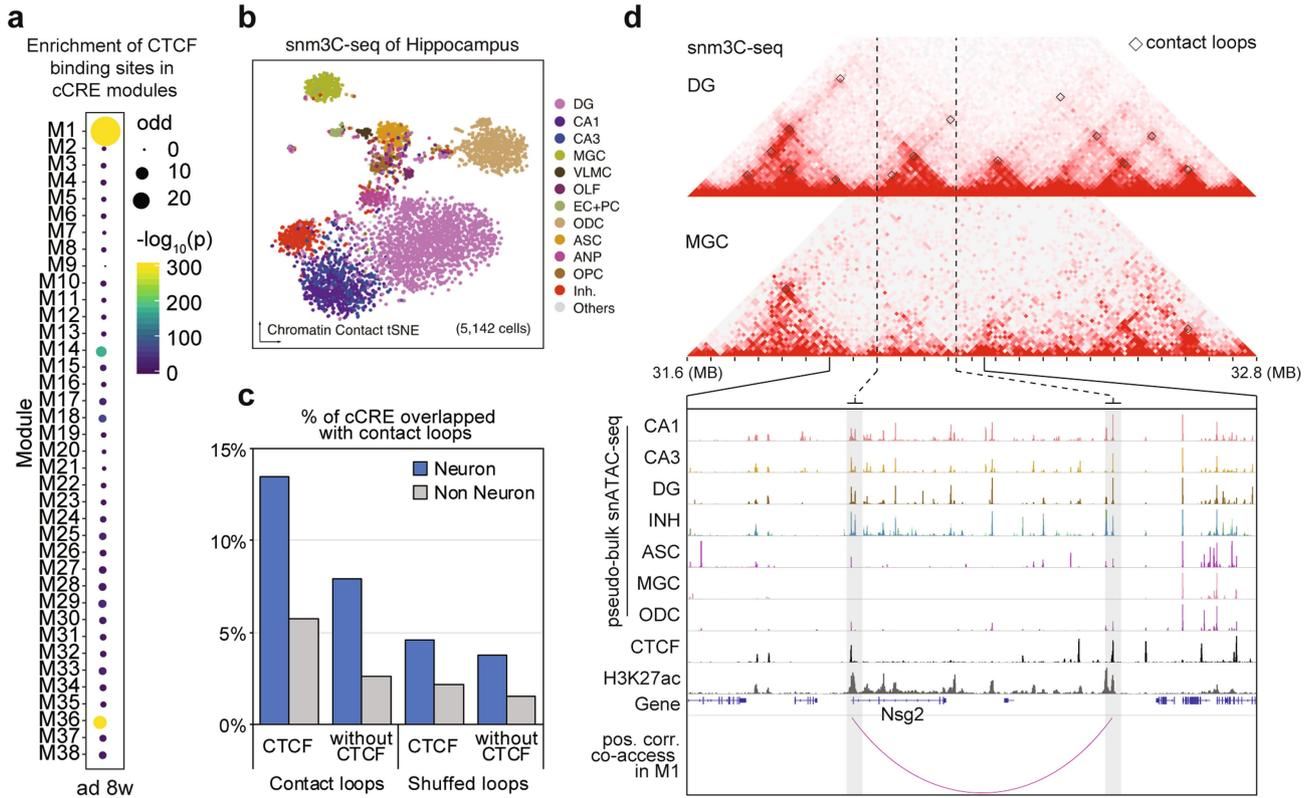 a
Enrichment of CTCF
binding sites in
cCRE modules
Module
M1
M2
M3
M4
M5
M6
M7
M8
M9
M10
M11
M12
M13
M14
M15
M16
M17
M18
M19
M20
M21
M22
M23
M24
M25
M26
M27
M28
M29
M30
M31
M32
M33
M34
M35
M36
M37
M38
ad 8w
odd
0
10
20
-log10(p)
300
200
100
0
b
snm3C-seq of Hippocampus
Chromatin Contact tSNE
(5,142 cells)
DG
CA1
CA3
MGC
VLMC
OLF
EC+PC
ODC
ASC
ANP
OPC
Inh.
Others
c
% of cCRE overlapped
with contact loops
15%
10%
5%
0%
Neuron
Non Neuron
CTCF
without
CTCF
CTCF
without
CTCF
Contact loops
Shuffed loops
d
snm3C-seq
contact loops
DG
MGC
31.6 (MB)
32.8 (MB)
pseudo-bulk snATAC-seq
CA1
CA3
DG
INH
ASC
MGC
ODC
CTCF
H3K27ac
Gene
Nsg2
pos. corr.
co-access
in M1